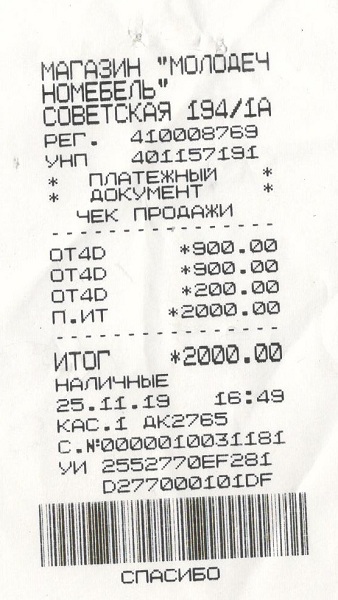 МАГАЗИН "МОЛОДЕЧ
НОМЕБЕЛЬ"
СОВЕТСКАЯ 194/1А
РЕГ. 410008769
УНП 401157191
* ПЛАТЕЖНЫЙ *
* ДОКУМЕНТ *
ЧЕК ПРОДАЖИ
ОТ4D *900.00
ОТ4D *900.00
ОТ4D *200.00
П.ИТ *2000.00
ИТОГ *2000.00
НАЛИЧНЫЕ
25.11.19 16:49
КАС.1 ДК2765
С.№0000010031181
УИ 2552770EF281
D277000101DF
СПАСИБО